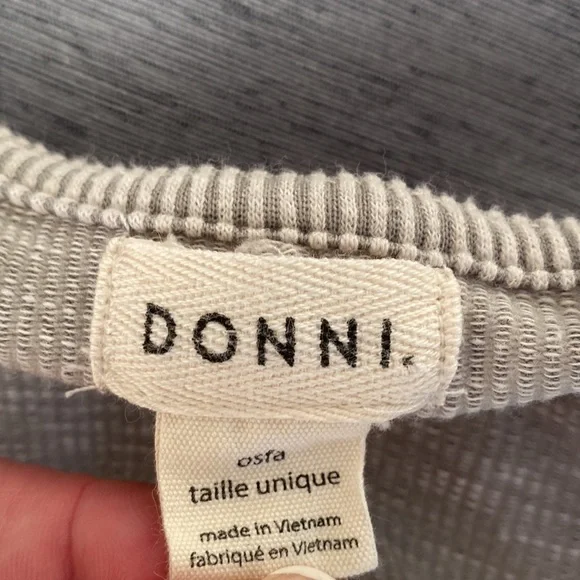 DONNI.
osfa
taille unique
made in Vietnam
fabriqué en Vietnam